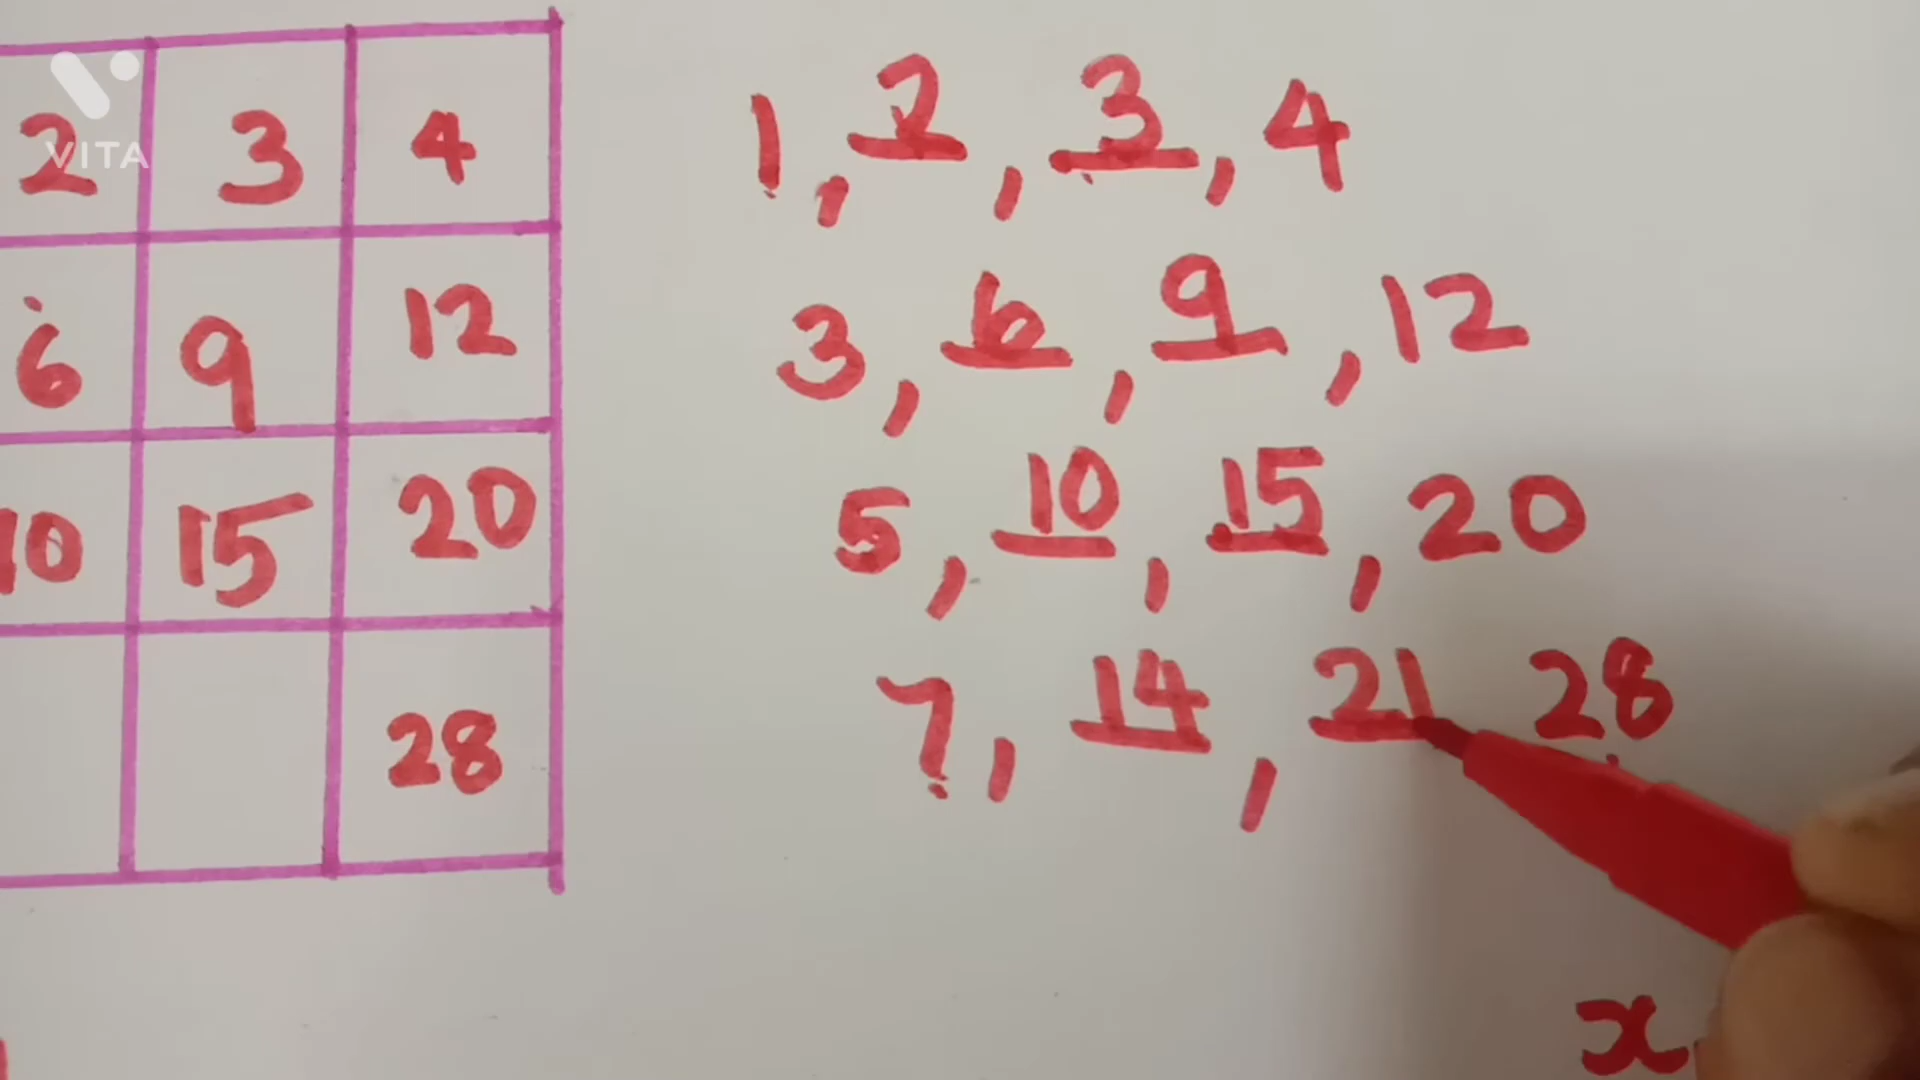 VITA
2 3 4
6 9 12
10 15 20
28
1, 2, 3, 4
3, 6, 9, 12
5, 10, 15, 20
7, 14, 21 28
x